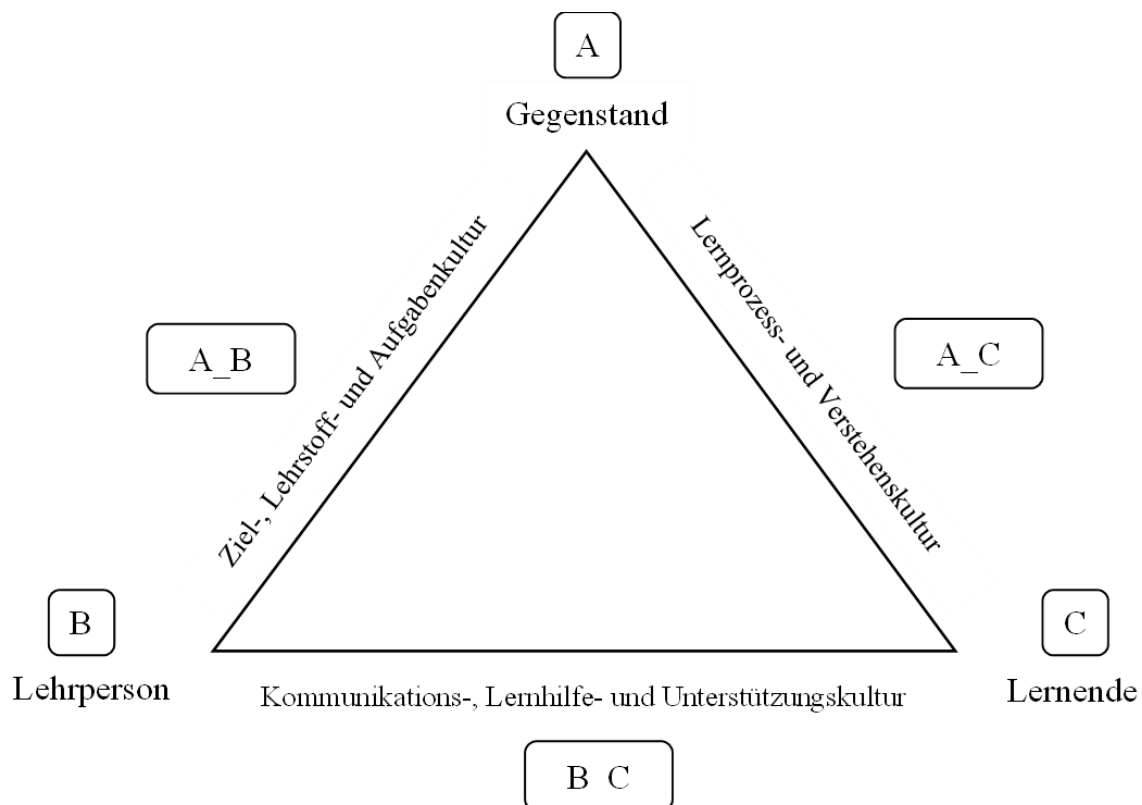 A
Gegenstand
Ziel-, Lehrstoff- und Aufgabenkultur
Lernprozess- und Verstehenskultur
A_B
A_C
B
Lehrperson
C
Lernende
Kommunikations-, Lernhilfe- und Unterstützungskultur
B C